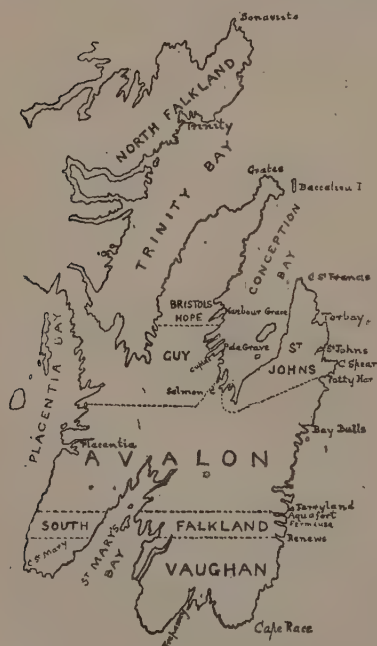 Bonavista
NORTH FALKLAND
Trinity
TRINITY BAY
Grates
Baccalieu I
CONCEPTION BAY
C St Francis
BRISTOLS HOPE
Harbour Grace
Torbay
PLACENTIA BAY
GUY
P de Grave
ST JOHNS
St Johns
C Spear
Cupids
Petty Har
Salmon C
Bay Bulls
Placentia
AVALON
Ferryland
Aquafort
Fermeuse
SOUTH FALKLAND
Renews
C St Mary
ST MARY'S BAY
VAUGHAN
Trepassey
Cape Race